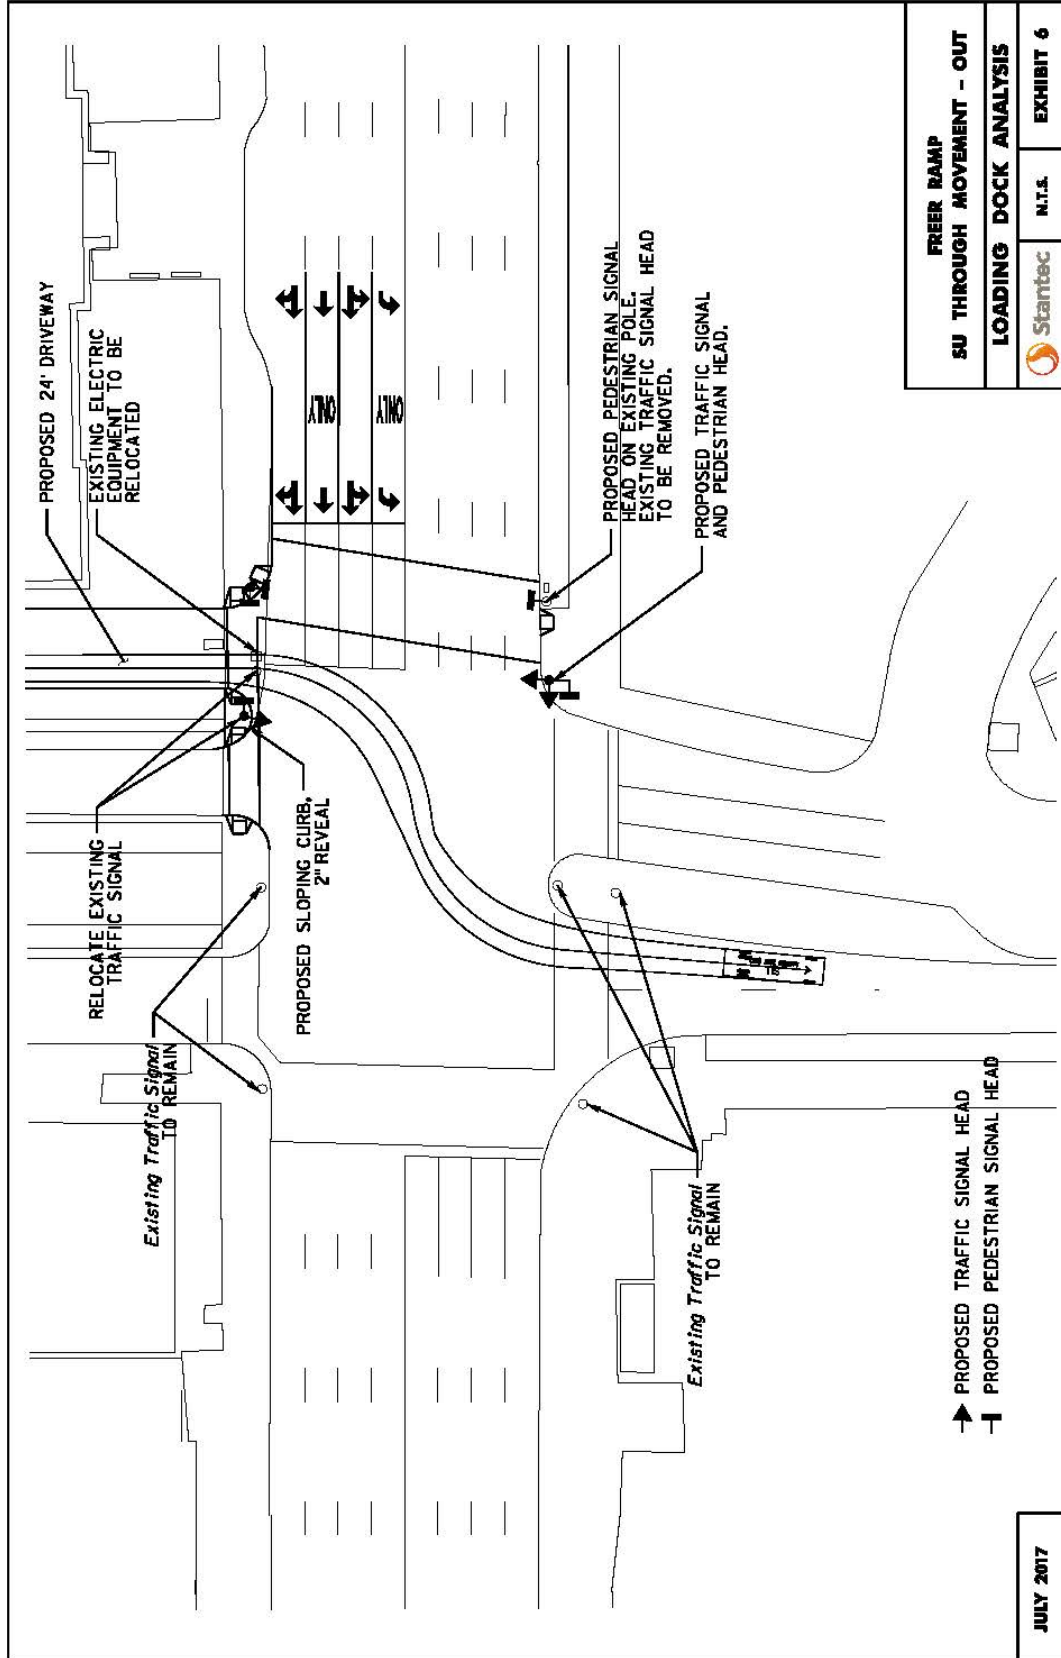 PROPOSED 24' DRIVEWAY
EXISTING ELECTRIC
EQUIPMENT TO BE
RELOCATED
RELOCATE EXISTING
TRAFFIC SIGNAL
Existing Traffic Signal
TO REMAIN
PROPOSED SLOPING CURB,
2" REVEAL
ONLY
ONLY
PROPOSED PEDESTRIAN SIGNAL
HEAD ON EXISTING POLE.
EXISTING TRAFFIC SIGNAL HEAD
TO BE REMOVED.
PROPOSED TRAFFIC SIGNAL
AND PEDESTRIAN HEAD.
Existing Traffic Signal
TO REMAIN
PROPOSED TRAFFIC SIGNAL HEAD
PROPOSED PEDESTRIAN SIGNAL HEAD
JULY 2017
FREER RAMP
SU THROUGH MOVEMENT - OUT
LOADING DOCK ANALYSIS
Stantec
N.T.S.
EXHIBIT 6